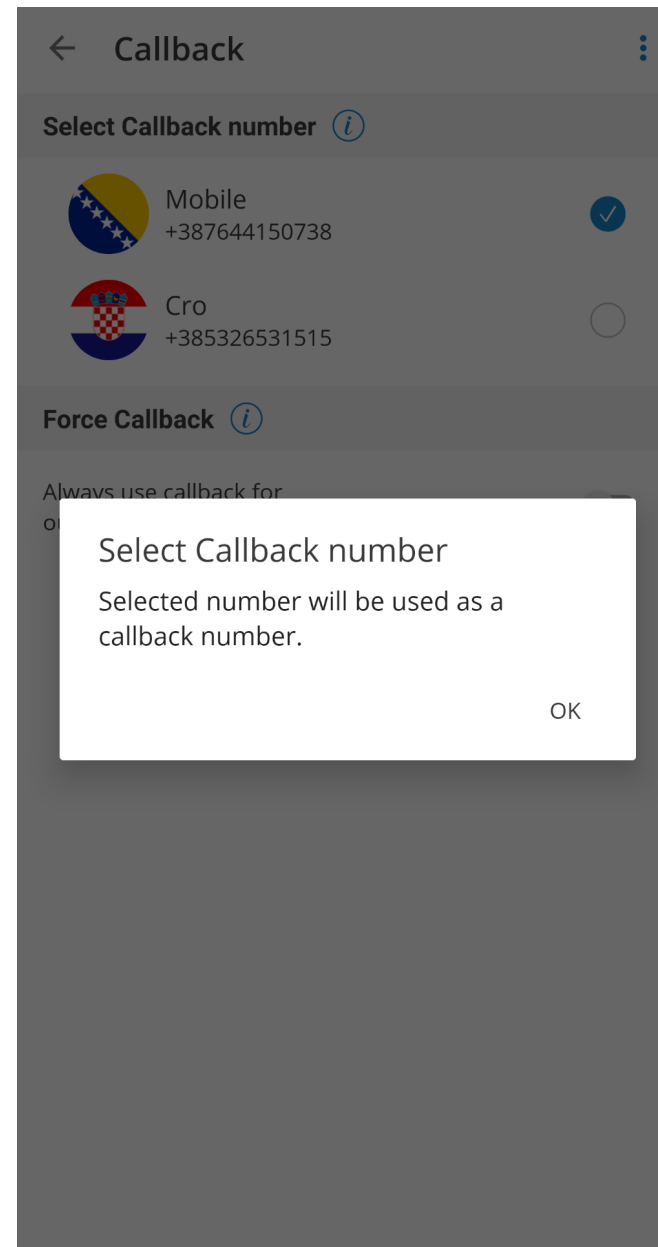 Callback
Select Callback number
Mobile
+387644150738
Cro
+385326531515
Force Callback
Always use callback for
Select Callback number
Selected number will be used as a
callback number.
OK